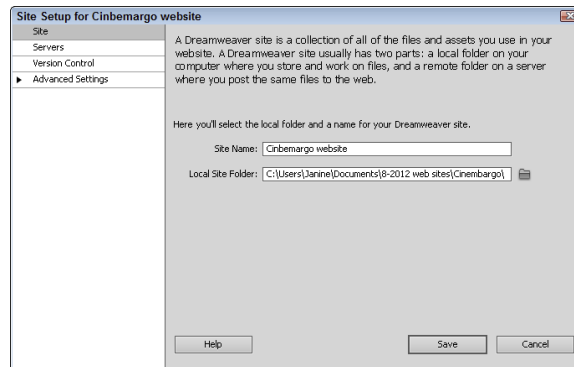 Site Setup for Cinbemargo website
Site
Servers
Version Control
Advanced Settings
A Dreamweaver site is a collection of all of the files and assets you use in your
website. A Dreamweaver site usually has two parts: a local folder on your
computer where you store and work on files, and a remote folder on a server
where you post the same files to the web.
Here you'll select the local folder and a name for your Dreamweaver site.
Site Name: Cinbemargo website
Local Site Folder: C:\Users\Janine\Documents\8-2012 web sites\Cinembargo\
Help Save Cancel